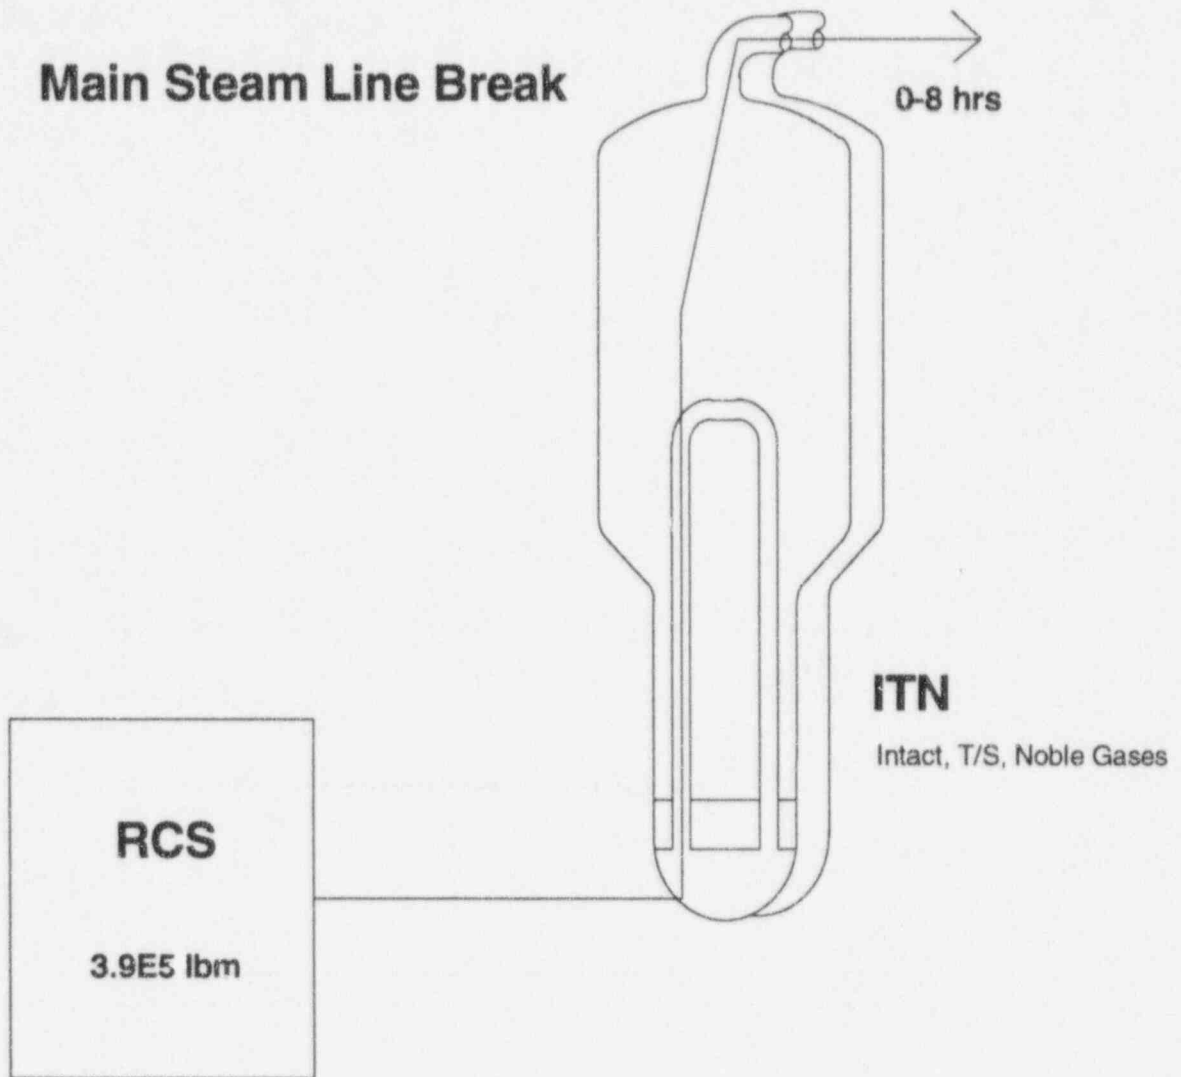 Main Steam Line Break
0-8 hrs
ITN
Intact, T/S, Noble Gases
RCS
3.9E5 lbm